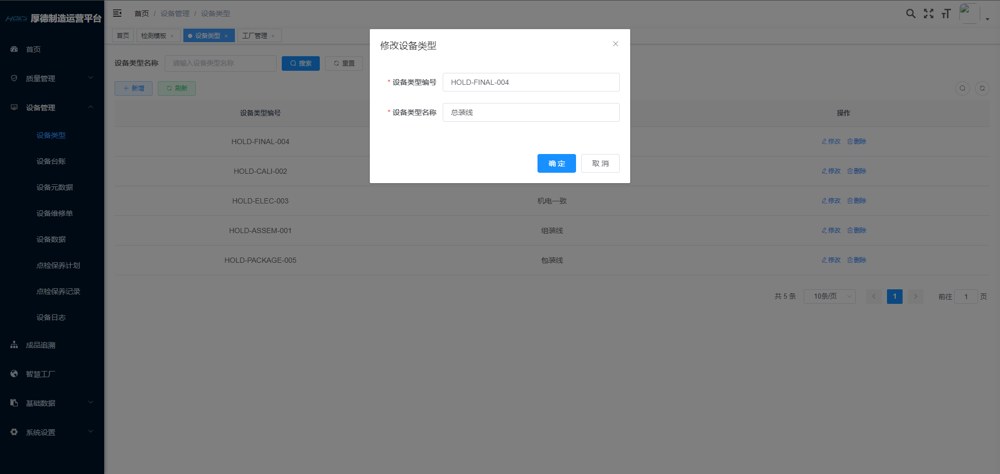 HOLD 厚德制造运营平台
首页
质量管理
设备管理
设备类型
设备台账
设备元数据
设备维修单
设备数据
点检保养计划
点检保养记录
设备日志
成品追溯
智慧工厂
基础数据
系统设置
首页 / 设备管理 / 设备类型
首页 检测模板 × 设备类型 × 工厂管理 ×
设备类型名称 请输入设备类型名称 搜索 重置
新增 刷新
设备类型编号 操作
HOLD-FINAL-004 修改 删除
HOLD-CALI-002 修改 删除
HOLD-ELEC-003 机电一致 修改 删除
HOLD-ASSEM-001 组装线 修改 删除
HOLD-PACKAGE-005 包装线 修改 删除
共 5 条 10条/页 1 前往 1 页
修改设备类型
* 设备类型编号 HOLD-FINAL-004
* 设备类型名称 总装线
确 定 取 消